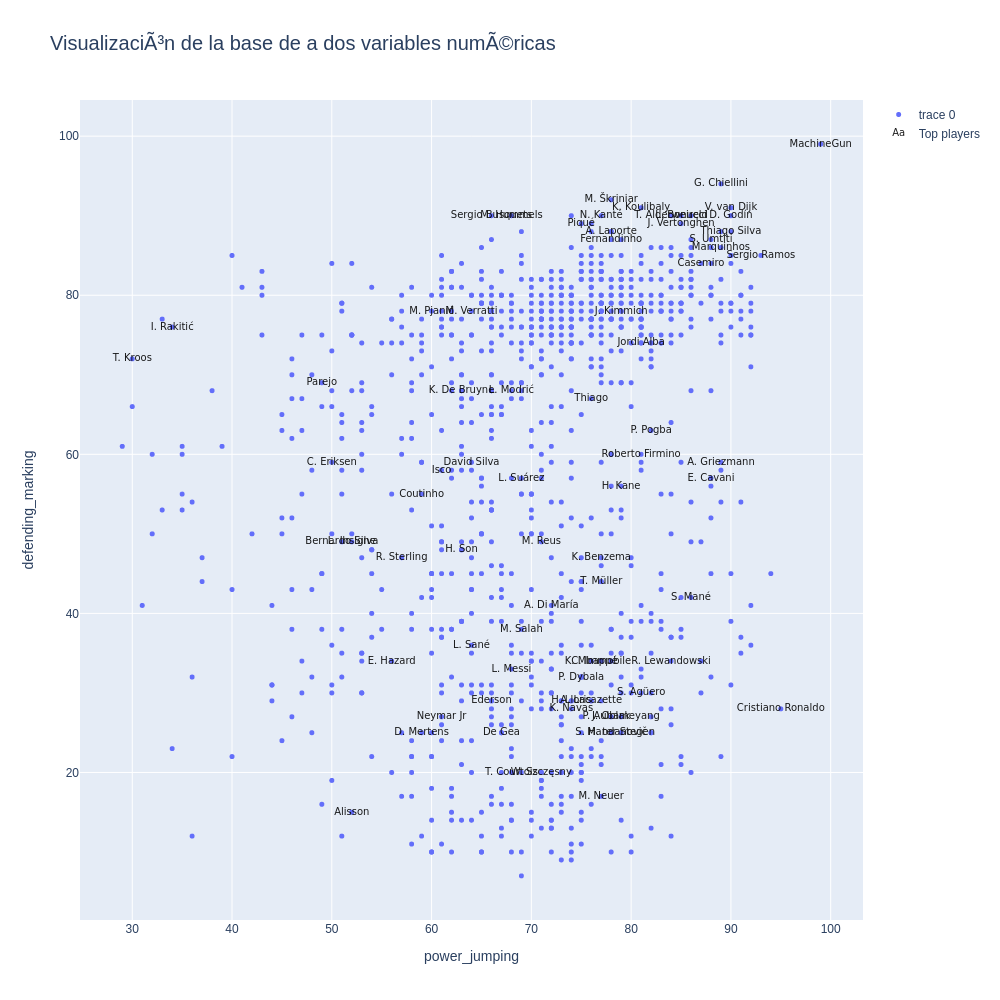 VisualizaciÃ³n de la base de a dos variables numÃ©ricas
trace 0
Aa Top players
100
80
60
40
20
defending_marking
MachineGun
G. Chiellini
M. Škriniar
K. Koulibaly
V. van Dijk
N. Kanté
D. Godín
Piqué
J. Vertonghen
A. Laporte
Thiago Silva
Fernandinho
S. Umtiti
Marquinhos
Sergio Ramos
Casemiro
M. Pjanić
M. Verratti
J. Kimmich
I. Rakitić
Jordi Alba
T. Kroos
Parejo
K. De Bruyne
L. Modrić
Thiago
P. Pogba
Roberto Firmino
C. Eriksen
David Silva
A. Griezmann
Isco
L. Suárez
E. Cavani
H. Kane
Coutinho
M. Reus
H. Son
R. Sterling
K. Benzema
T. Müller
S. Mané
A. Di María
M. Salah
L. Sané
E. Hazard
R. Lewandowski
L. Messi
P. Dybala
S. Agüero
Ederson
K. Navas
Cristiano Ronaldo
Neymar Jr
D. Mertens
De Gea
M. Neuer
Alisson
30 40 50 60 70 80 90 100
power_jumping